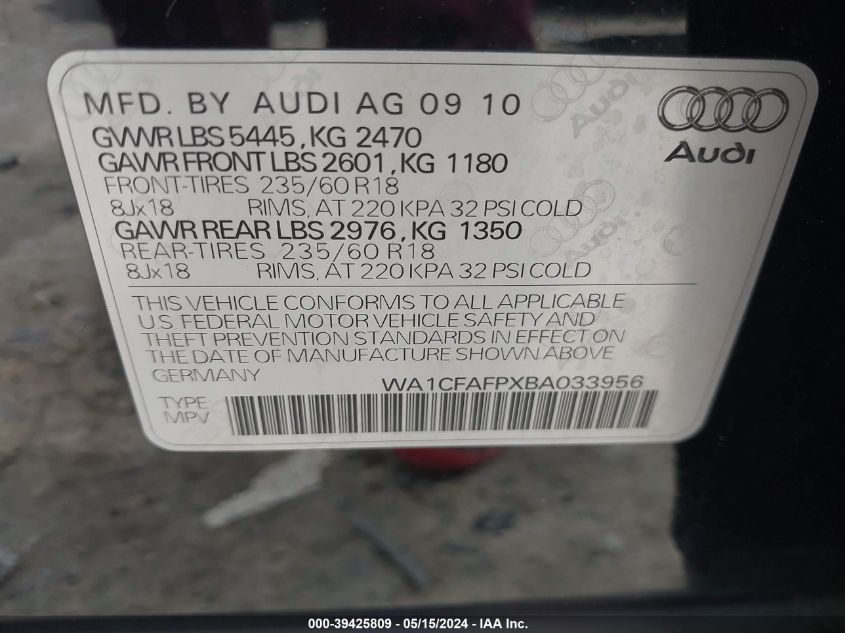 MFD. BY AUDI AG 09 10
GVWR LBS 5445, KG 2470
GAWR FRONT LBS 2601, KG 1180
FRONT-TIRES 235/60 R18
8Jx18 RIMS, AT 220 KPA 32 PSI COLD
GAWR REAR LBS 2976, KG 1350
REAR-TIRES 235/60 R18
8Jx18 RIMS, AT 220 KPA 32 PSI COLD
Audi
THIS VEHICLE CONFORMS TO ALL APPLICABLE
U.S. FEDERAL MOTOR VEHICLE SAFETY AND
THEFT PREVENTION STANDARDS IN EFFECT ON
THE DATE OF MANUFACTURE SHOWN ABOVE
GERMANY WA1CFAFPXBA033956
TYPE
MPV
000-39425809 - 05/15/2024 - IAA Inc.